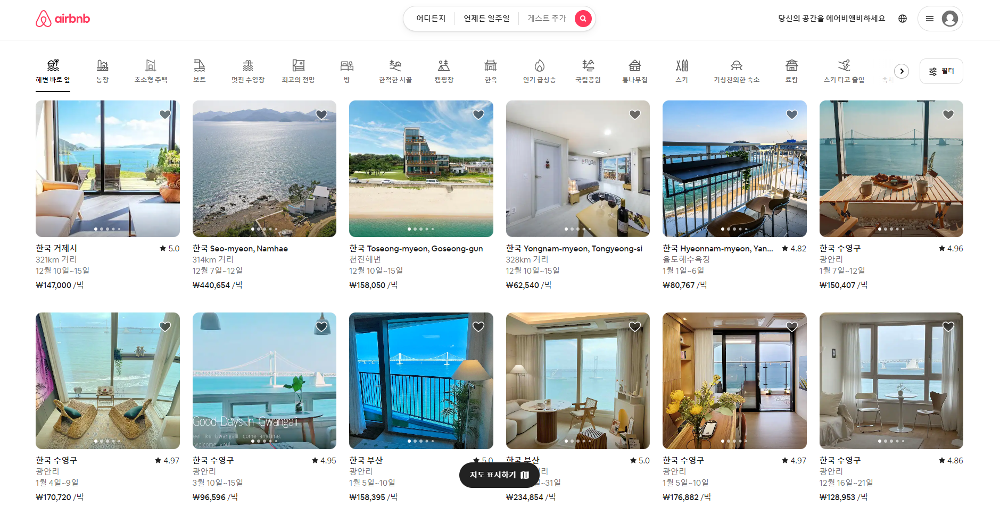 airbnb
어디든지 언제든 일주일 게스트 추가
당신의 공간을 에어비앤비하세요
해변 바로 앞 농장 초소형 주택 보트 멋진 수영장 최고의 전망 방 한적한 시골 캠핑장 한옥 인기 급상승 국립공원 통나무집 스키 기상천외한 숙소 료칸 스키 타고 출입
필터
한국 거제시 5.0
321km 거리
12월 10일~15일
₩147,000 /박
한국 Seo-myeon, Namhae
314km 거리
12월 7일~12일
₩440,654 /박
한국 Toseong-myeon, Goseong-gun
천진해변
12월 10일~15일
₩158,050 /박
한국 Yongnam-myeon, Tongyeong-si
328km 거리
12월 10일~15일
₩62,540 /박
한국 Hyeonnam-myeon, Yan... 4.82
율도해수욕장
1월 1일~6일
₩80,767 /박
한국 수영구 4.96
광안리
1월 7일~12일
₩150,407 /박
한국 수영구 4.97
광안리
1월 4일~9일
₩170,720 /박
Good Days In Gwangalli
eel like Gwangalli, come anytime.
welcome, you!
한국 수영구 4.95
광안리
3월 10일~15일
₩96,596 /박
한국 부산 5.0
광안리
1월 5일~10일
₩158,395 /박
한국 부산 5.0
리
~31일
₩234,854 /박
한국 수영구 4.97
광안리
1월 5일~10일
₩176,882 /박
한국 수영구 4.86
광안리
12월 16일~21일
₩128,953 /박
지도 표시하기